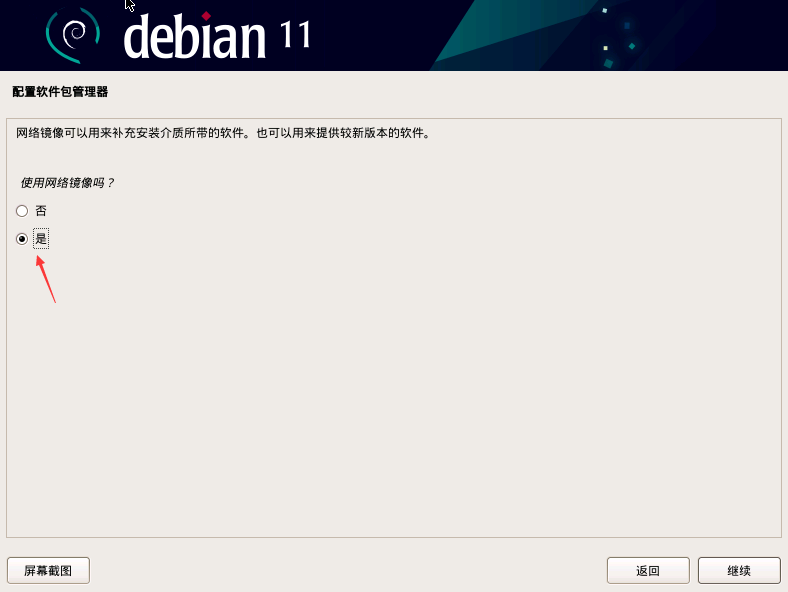 debian 11
配置软件包管理器
网络镜像可以用来补充安装介质所带的软件。也可以用来提供较新版本的软件。
使用网络镜像吗？
否
是
屏幕截图
返回
继续